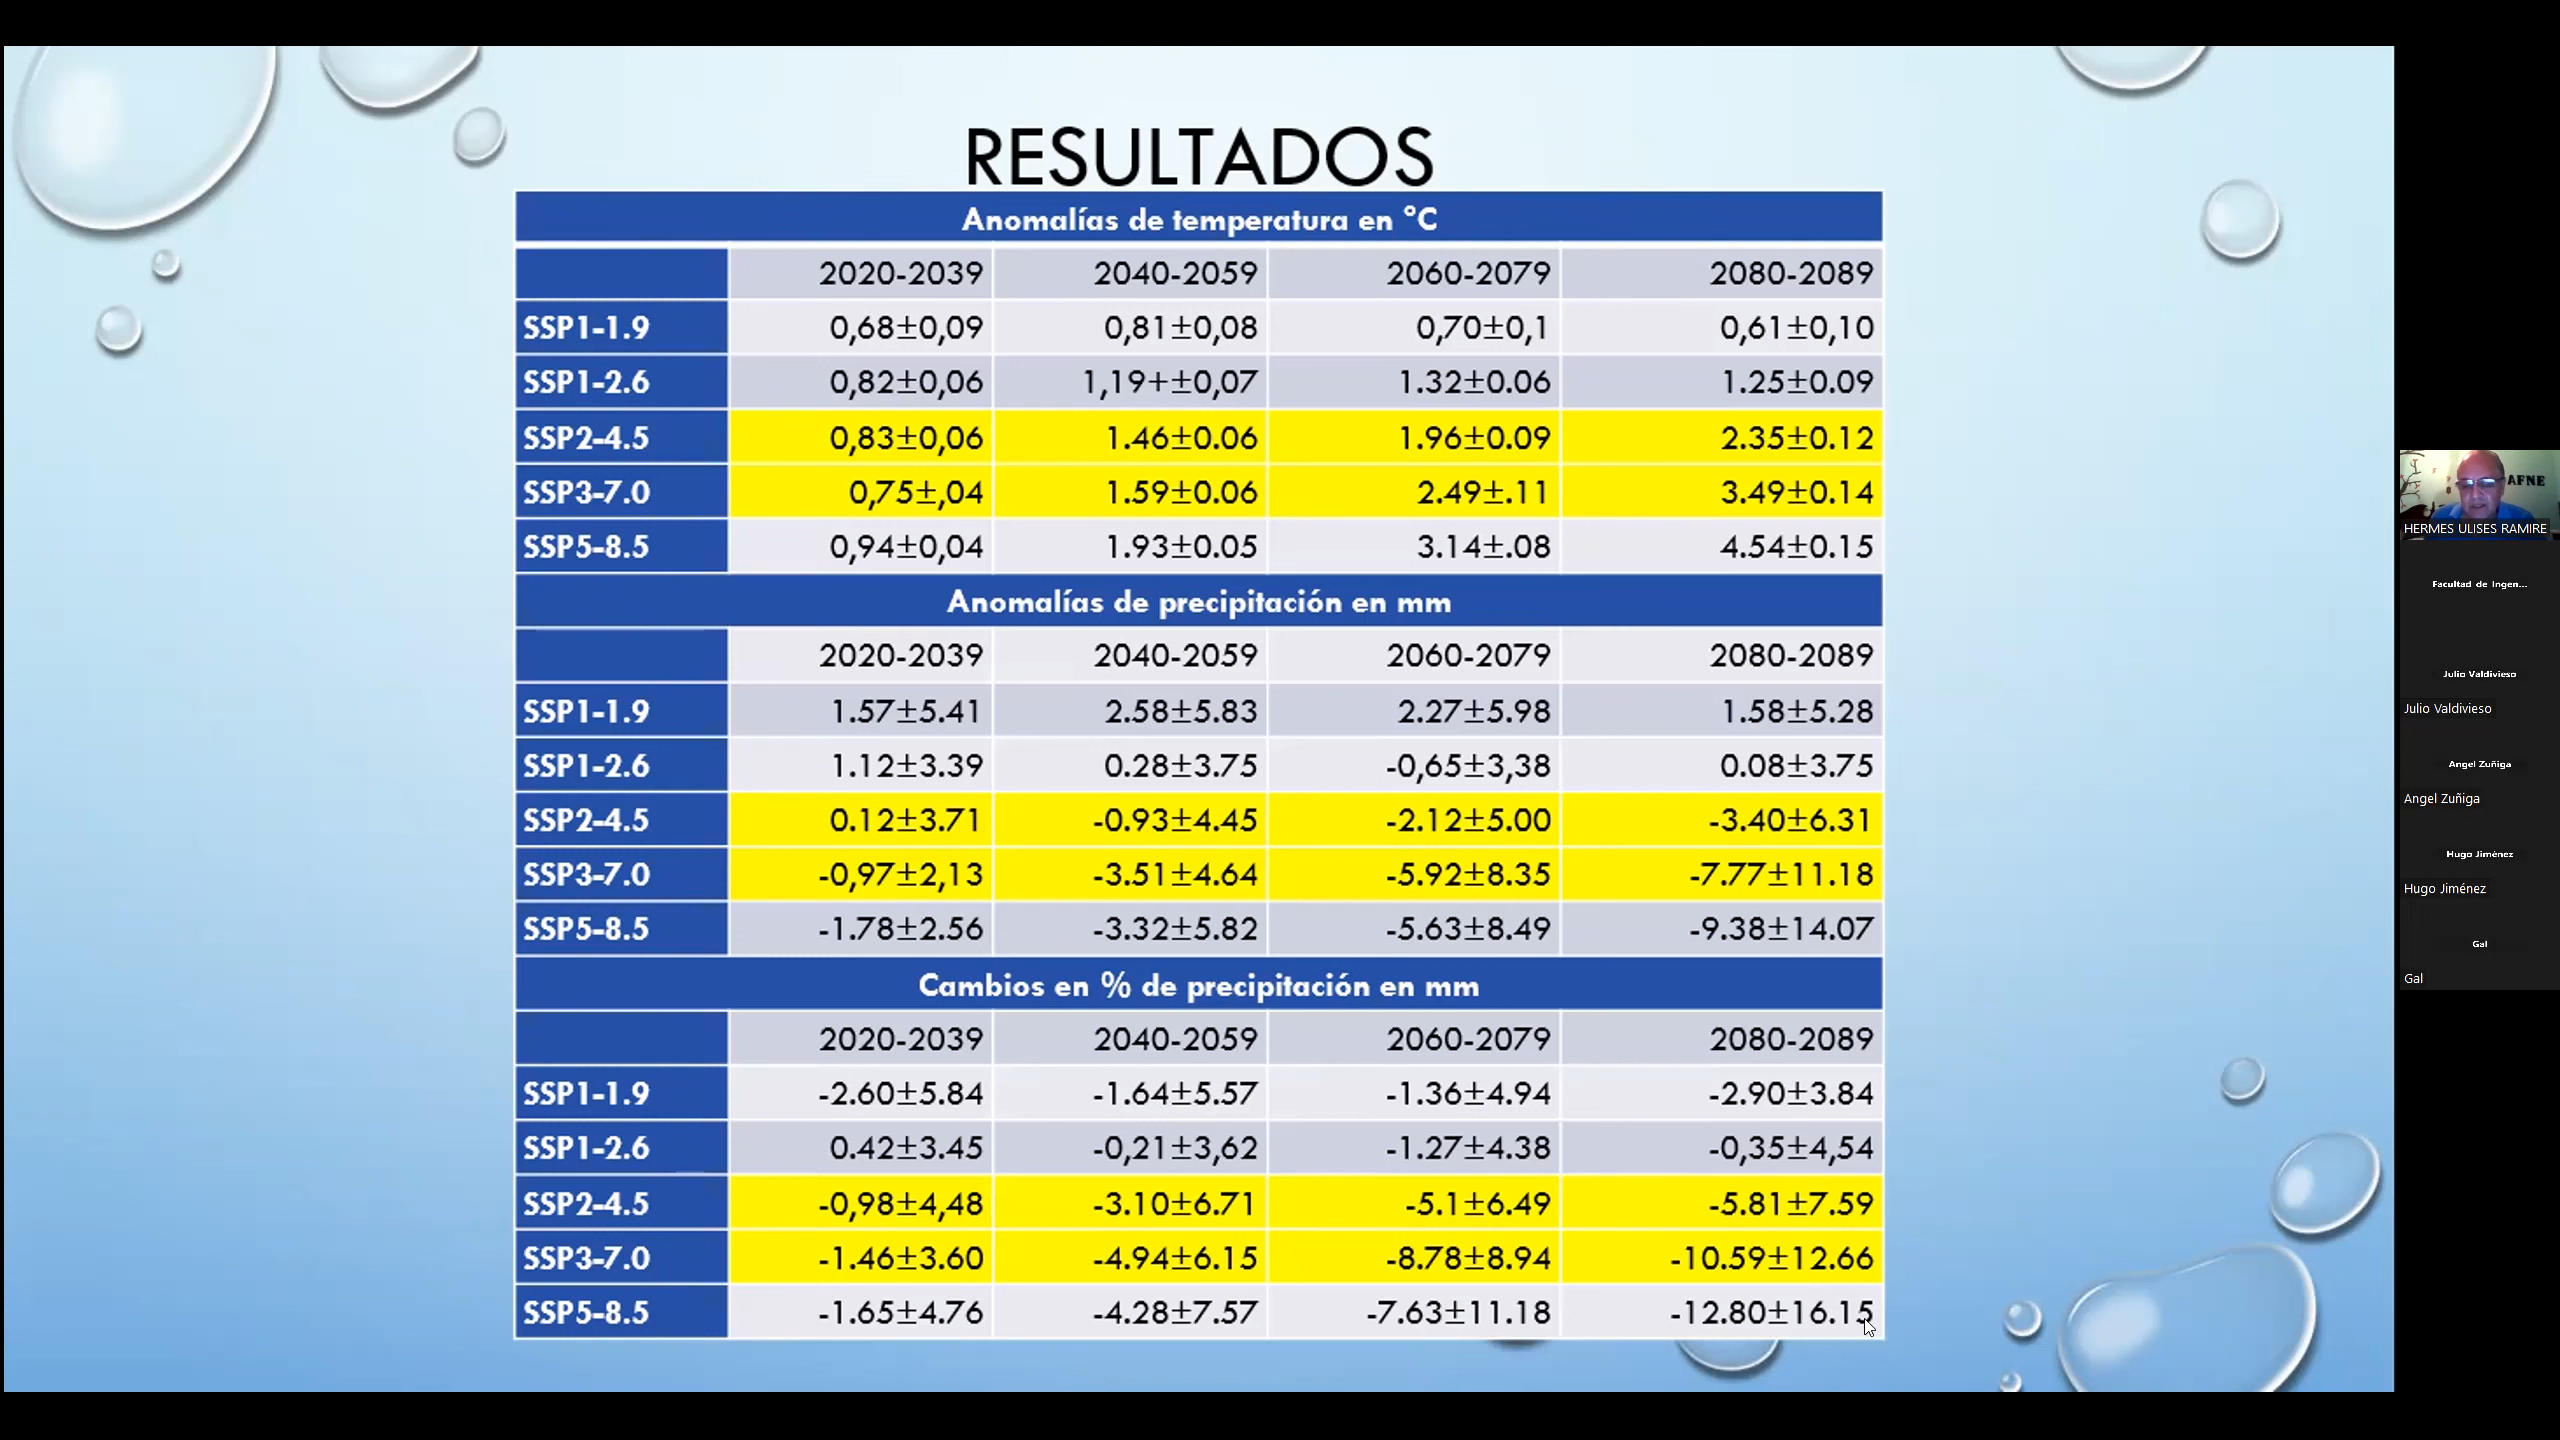 RESULTADOS
Anomalías de temperatura en °C
2020-2039 2040-2059 2060-2079 2080-2089
SSP1-1.9 0,68±0,09 0,81±0,08 0,70±0,1 0,61±0,10
SSP1-2.6 0,82±0,06 1,19+±0,07 1.32±0.06 1.25±0.09
SSP2-4.5 0,83±0,06 1.46±0.06 1.96±0.09 2.35±0.12
SSP3-7.0 0,75±,04 1.59±0.06 2.49±.11 3.49±0.14
SSP5-8.5 0,94±0,04 1.93±0.05 3.14±.08 4.54±0.15
Anomalías de precipitación en mm
2020-2039 2040-2059 2060-2079 2080-2089
SSP1-1.9 1.57±5.41 2.58±5.83 2.27±5.98 1.58±5.28
SSP1-2.6 1.12±3.39 0.28±3.75 -0,65±3,38 0.08±3.75
SSP2-4.5 0.12±3.71 -0.93±4.45 -2.12±5.00 -3.40±6.31
SSP3-7.0 -0,97±2,13 -3.51±4.64 -5.92±8.35 -7.77±11.18
SSP5-8.5 -1.78±2.56 -3.32±5.82 -5.63±8.49 -9.38±14.07
Cambios en % de precipitación en mm
2020-2039 2040-2059 2060-2079 2080-2089
SSP1-1.9 -2.60±5.84 -1.64±5.57 -1.36±4.94 -2.90±3.84
SSP1-2.6 0.42±3.45 -0,21±3,62 -1.27±4.38 -0,35±4,54
SSP2-4.5 -0,98±4,48 -3.10±6.71 -5.1±6.49 -5.81±7.59
SSP3-7.0 -1.46±3.60 -4.94±6.15 -8.78±8.94 -10.59±12.66
SSP5-8.5 -1.65±4.76 -4.28±7.57 -7.63±11.18 -12.80±16.15
AFNE
HERMES ULISES RAMIRE
Facultad de Ingen...
Julio Valdivieso
Julio Valdivieso
Angel Zuñiga
Angel Zuñiga
Hugo Jiménez
Hugo Jiménez
Gal
Gal